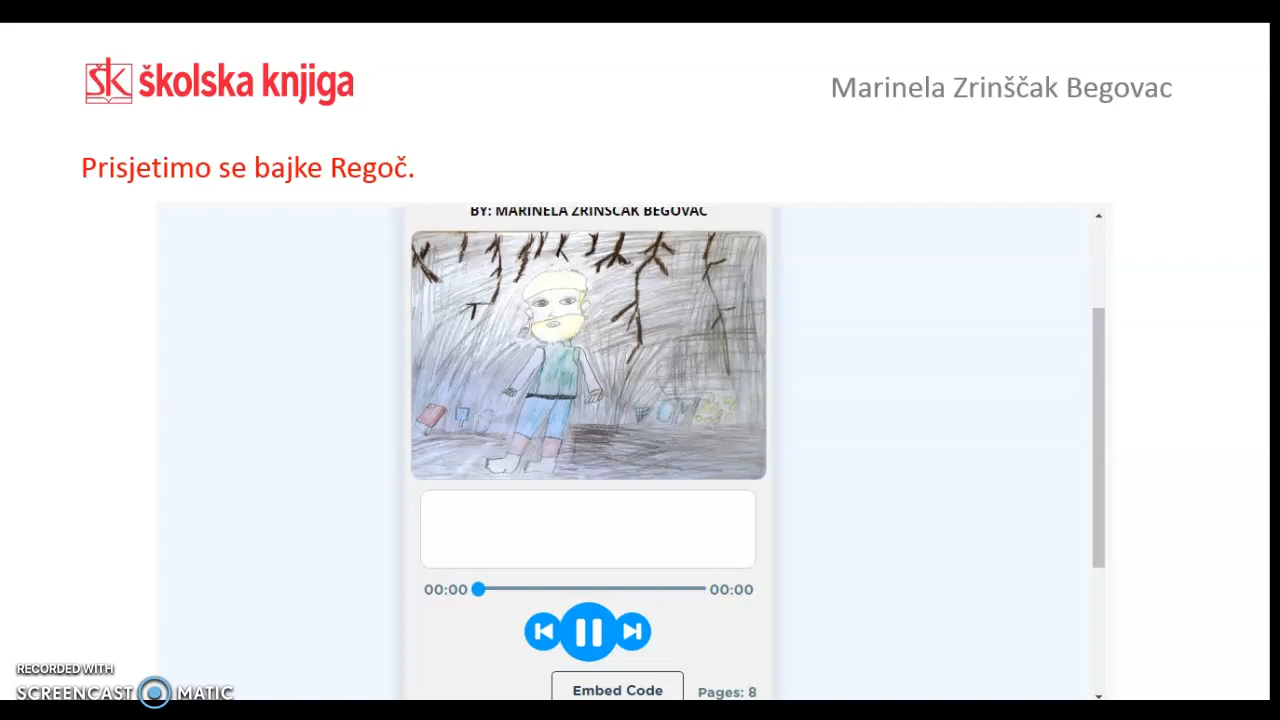 ŠK školska knjiga
Marinela Zrinščak Begovac
Prisjetimo se bajke Regoč.
BY: MARINELA ZRINSCAK BEGOVAC
00:00
00:00
Embed Code
Pages: 8
RECORDED WITH
SCREENCAST MATIC